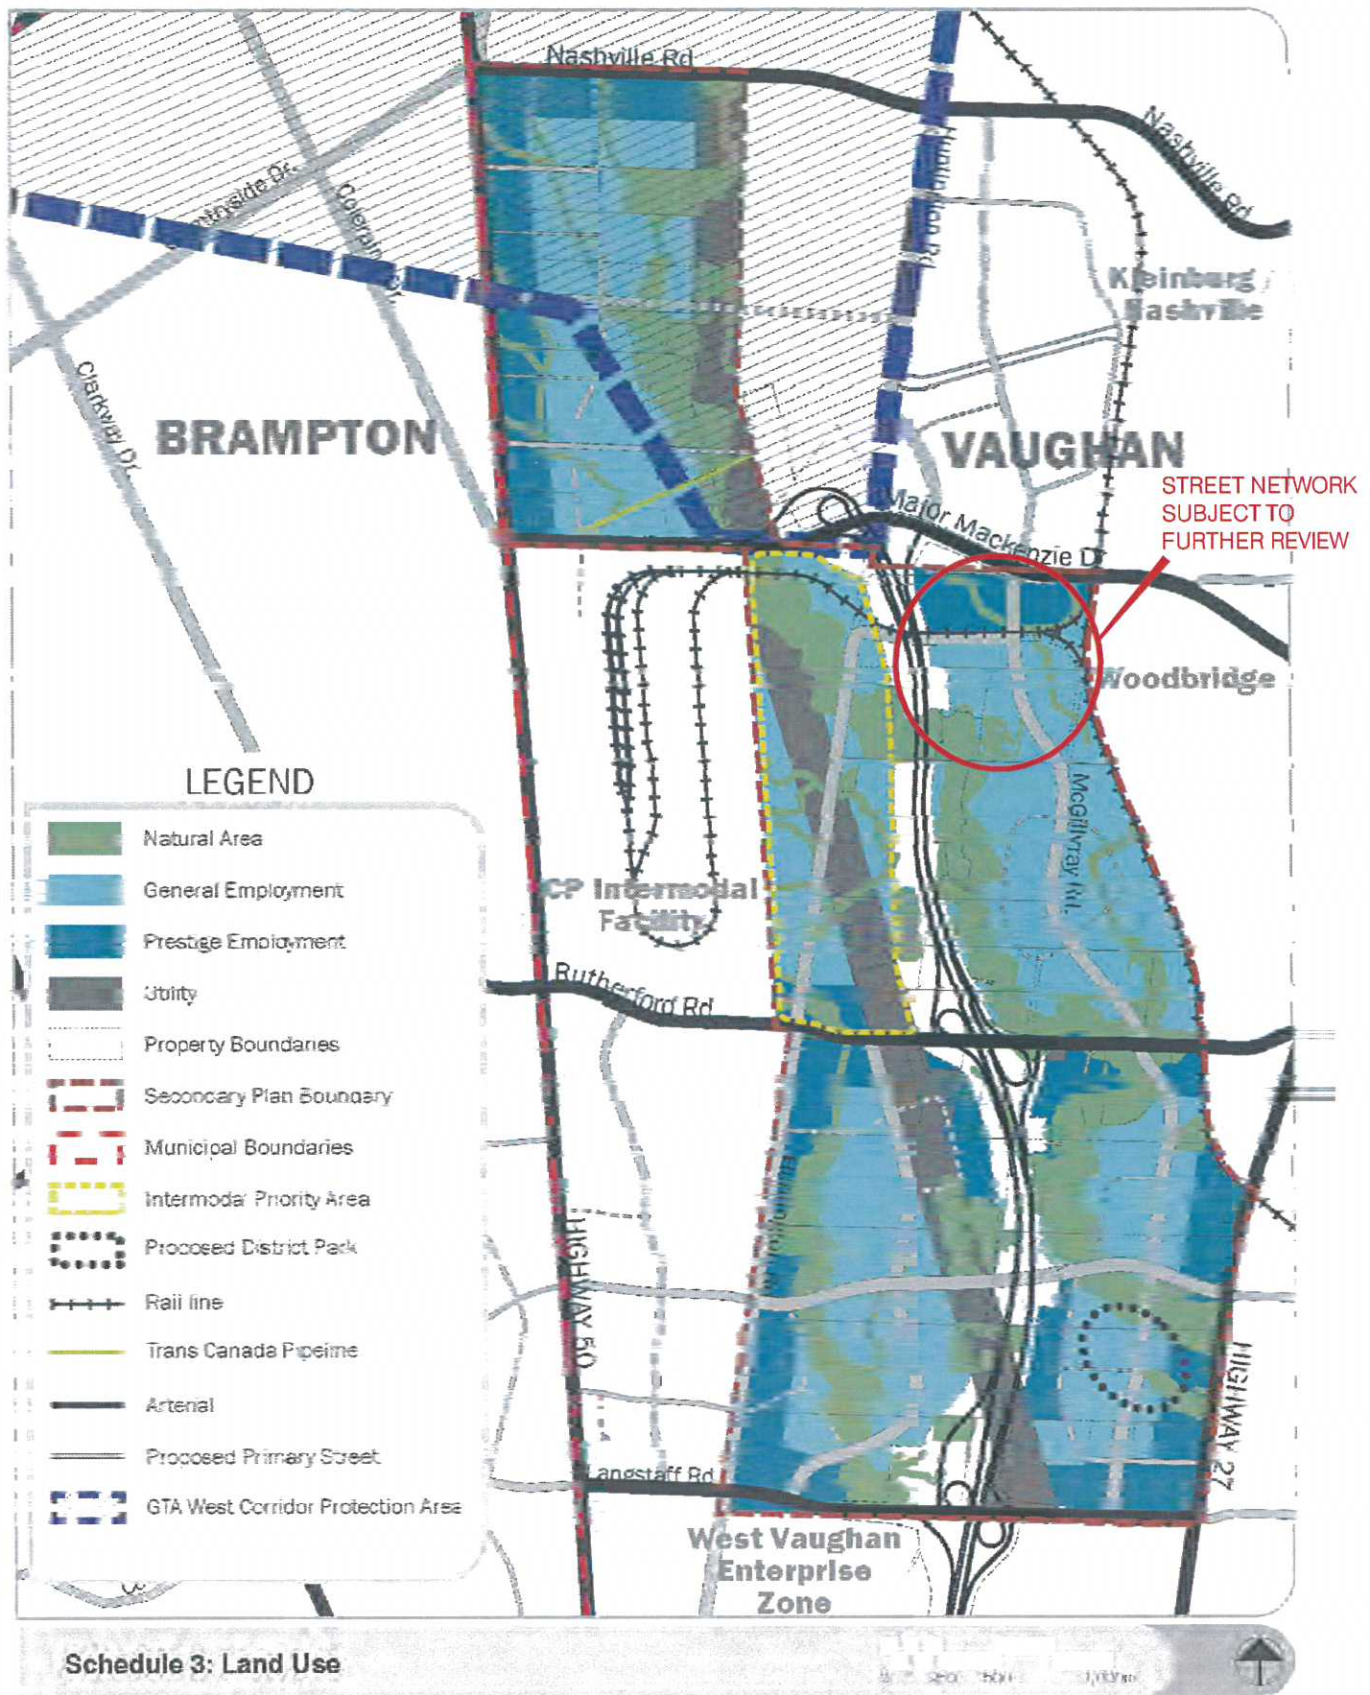 Nashville Rd
Nashville Rd
Huntington Rd
Coleraine Dr.
Kleinburg
Nashville
Clarkway Dr.
BRAMPTON
VAUGHAN
STREET NETWORK
SUBJECT TO
FURTHER REVIEW
Major Mackenzie D
Woodbridge
LEGEND
Natural Area
General Employment
Prestige Employment
Utility
Property Boundaries
Secondary Plan Boundary
Municipal Boundaries
Intermodal Priority Area
Proposed District Park
Rail line
Trans Canada Pipeline
Arterial
Proposed Primary Street
GTA West Corridor Protection Area
McGillvray Rd.
CP Intermodal
Facility
Rutherford Rd
HIGHWAY 50
HIGHWAY 27
Langstaff Rd
West Vaughan
Enterprise
Zone
Schedule 3: Land Use